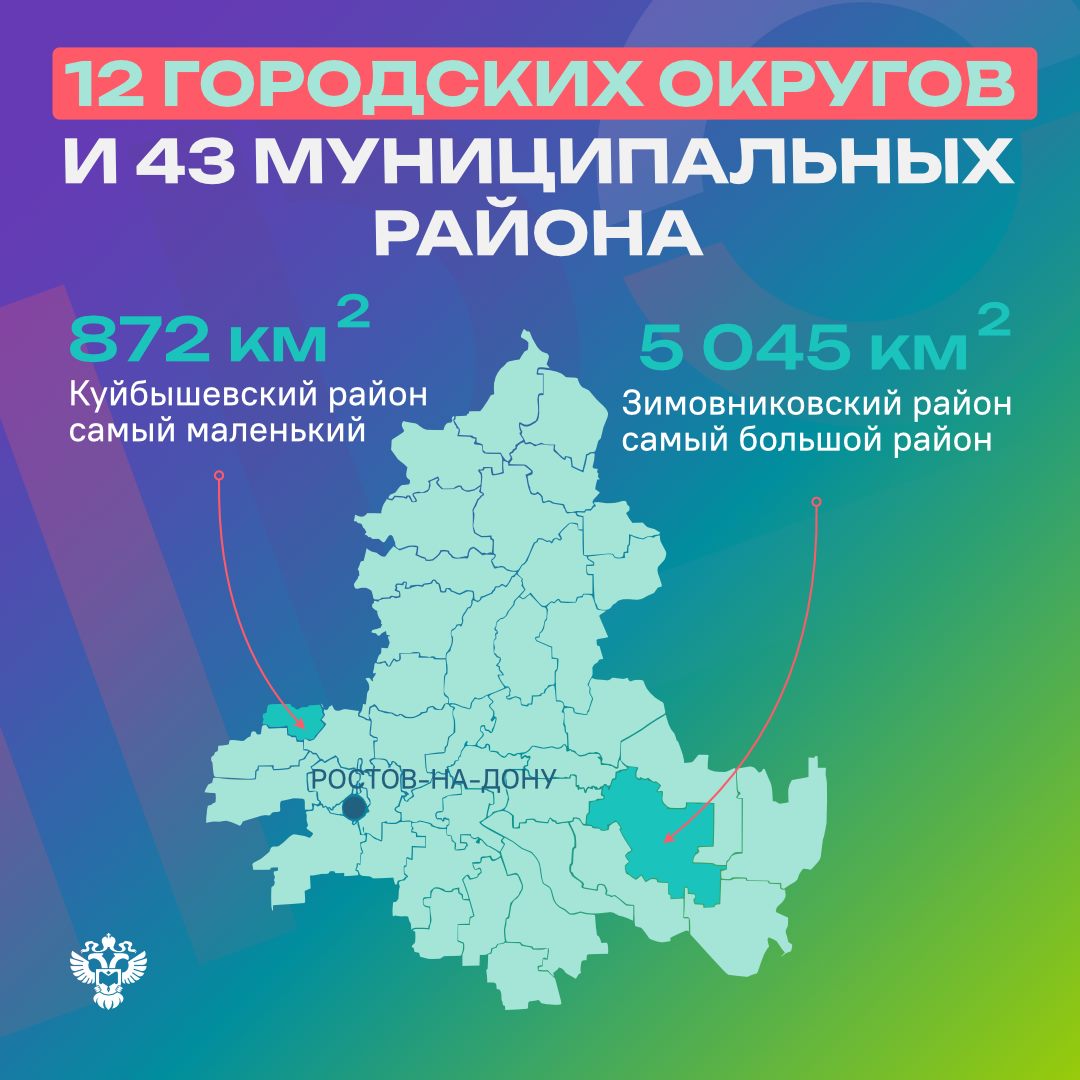 12 ГОРОДСКИХ ОКРУГОВ
И 43 МУНИЦИПАЛЬНЫХ
РАЙОНА
872 км²
Куйбышевский район
самый маленький
5 045 км²
Зимовниковский район
самый большой район
РОСТОВ-НА-ДОНУ